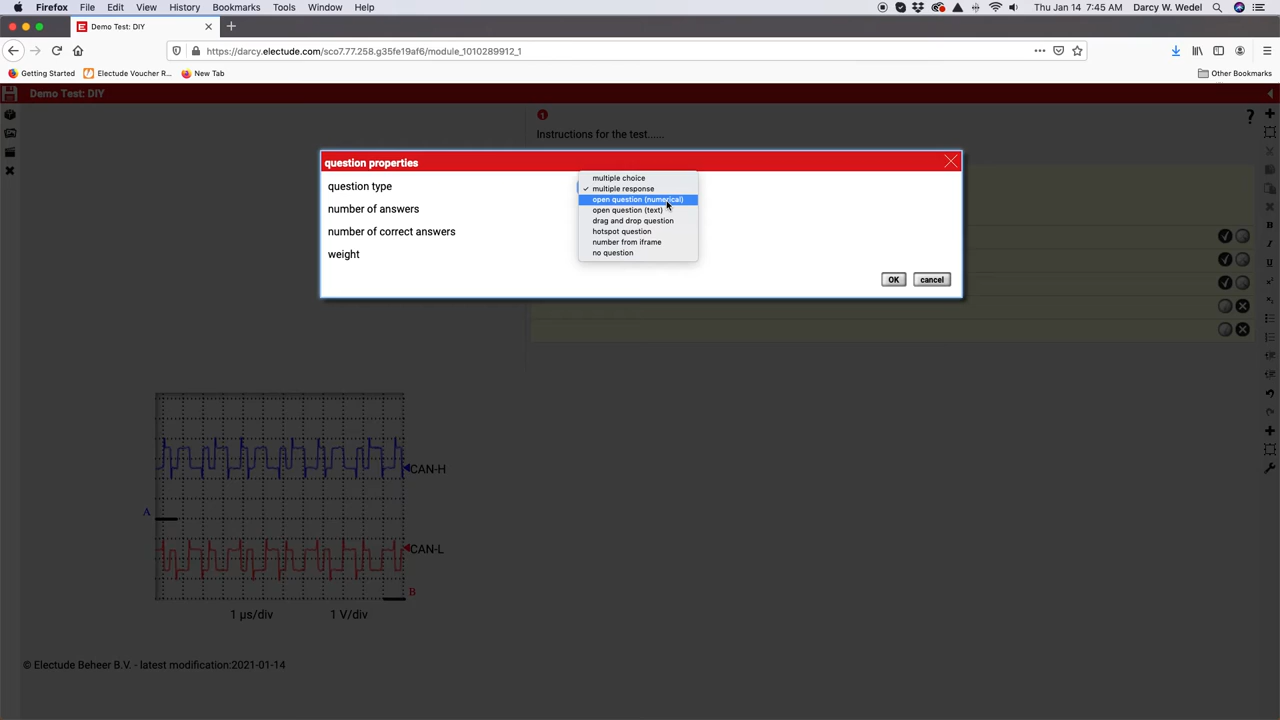 Firefox File Edit View History Bookmarks Tools Window Help Thu Jan 14 7:45 AM Darcy W. Wedel
Demo Test: DIY
https://darcy.electude.com/sco7.77.258.g35fe19af6/module_1010289912_1
Getting Started Electude Voucher R... New Tab Other Bookmarks
Demo Test: DIY
1
?
Instructions for the test......
question properties
question type
number of answers
number of correct answers
weight
multiple choice
✓ multiple response
open question (numerical)
open question (text)
drag and drop question
hotspot question
number from iframe
no question
OK cancel
B
I
U
CAN-H
A
CAN-L
B
1 µs/div 1 V/div
© Electude Beheer B.V. - latest modification:2021-01-14